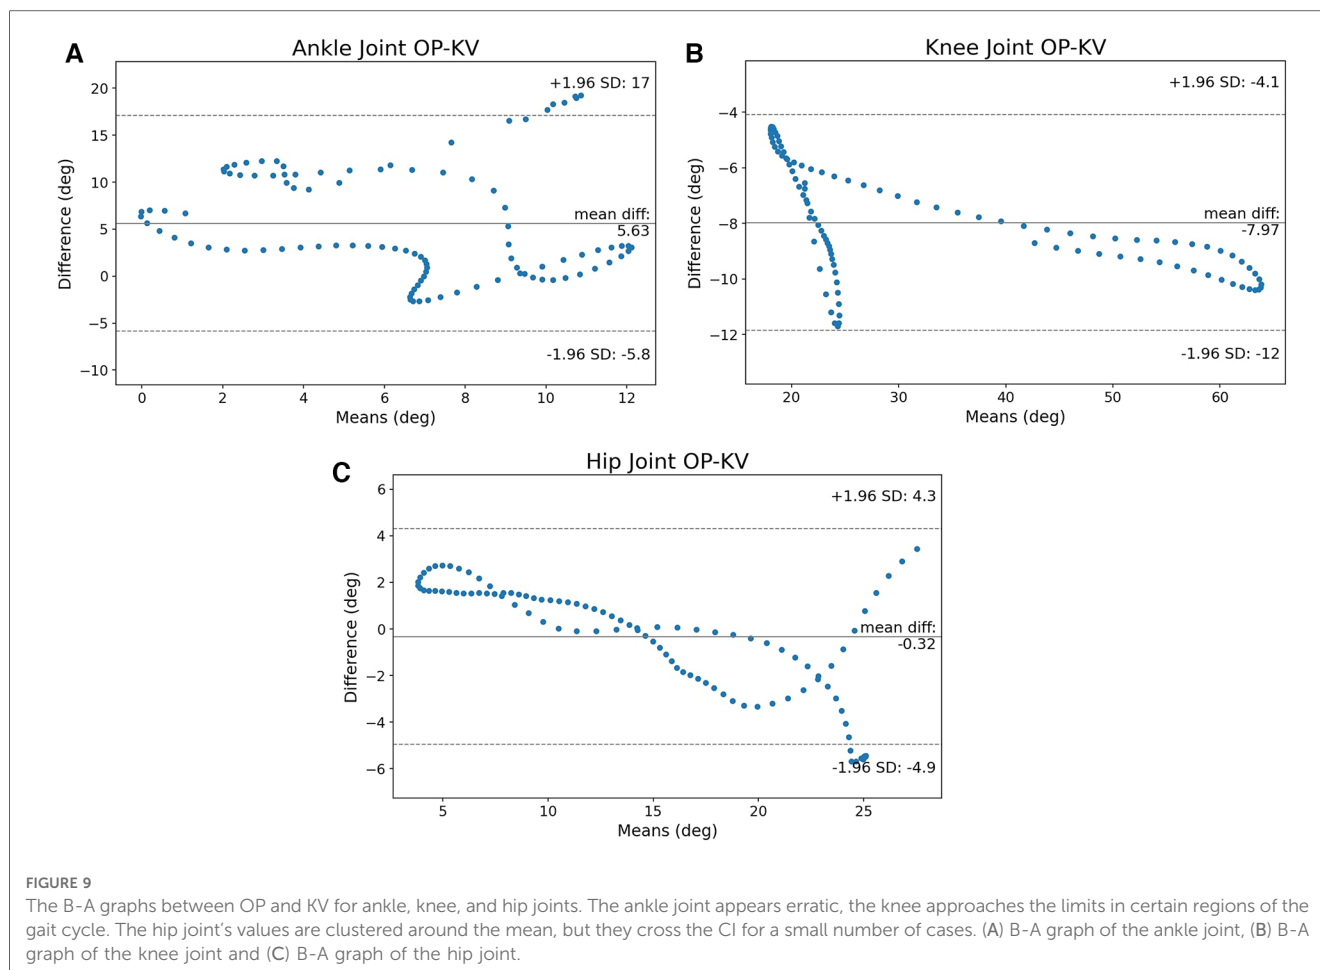 A
Ankle Joint OP-KV
+1.96 SD: 17
mean diff:
5.63
-1.96 SD: -5.8
20
15
10
5
0
−5
−10
Difference (deg)
0 2 4 6 8 10 12
Means (deg)
B
Knee Joint OP-KV
+1.96 SD: -4.1
mean diff:
-7.97
-1.96 SD: -12
−4
−6
−8
−10
−12
Difference (deg)
20 30 40 50 60
Means (deg)
C
Hip Joint OP-KV
+1.96 SD: 4.3
mean diff:
-0.32
-1.96 SD: -4.9
6
4
2
0
−2
−4
−6
Difference (deg)
5 10 15 20 25
Means (deg)
FIGURE 9
The B-A graphs between OP and KV for ankle, knee, and hip joints. The ankle joint appears erratic, the knee approaches the limits in certain regions of the
gait cycle. The hip joint's values are clustered around the mean, but they cross the CI for a small number of cases. (A) B-A graph of the ankle joint, (B) B-A
graph of the knee joint and (C) B-A graph of the hip joint.